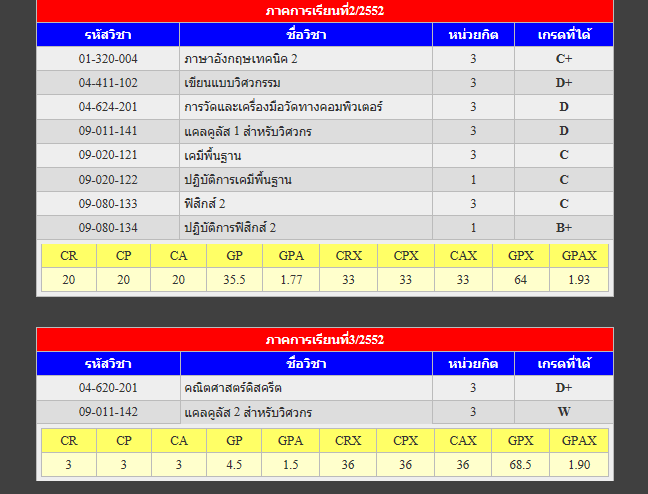 ภาคการเรียนที่2/2552
รหัสวิชา ชื่อวิชา หน่วยกิต เกรดที่ได้
01-320-004 ภาษาอังกฤษเทคนิค 2 3 C+
04-411-102 เขียนแบบวิศวกรรม 3 D+
04-624-201 การวัดและเครื่องมือวัดทางคอมพิวเตอร์ 3 D
09-011-141 แคลคูลัส 1 สำหรับวิศวกร 3 D
09-020-121 เคมีพื้นฐาน 3 C
09-020-122 ปฏิบัติการเคมีพื้นฐาน 1 C
09-080-133 ฟิสิกส์ 2 3 C
09-080-134 ปฏิบัติการฟิสิกส์ 2 1 B+
CR CP CA GP GPA CRX CPX CAX GPX GPAX
20 20 20 35.5 1.77 33 33 33 64 1.93
ภาคการเรียนที่3/2552
รหัสวิชา ชื่อวิชา หน่วยกิต เกรดที่ได้
04-620-201 คณิตศาสตร์ดิสครีต 3 D+
09-011-142 แคลคูลัส 2 สำหรับวิศวกร 3 W
CR CP CA GP GPA CRX CPX CAX GPX GPAX
3 3 3 4.5 1.5 36 36 36 68.5 1.90